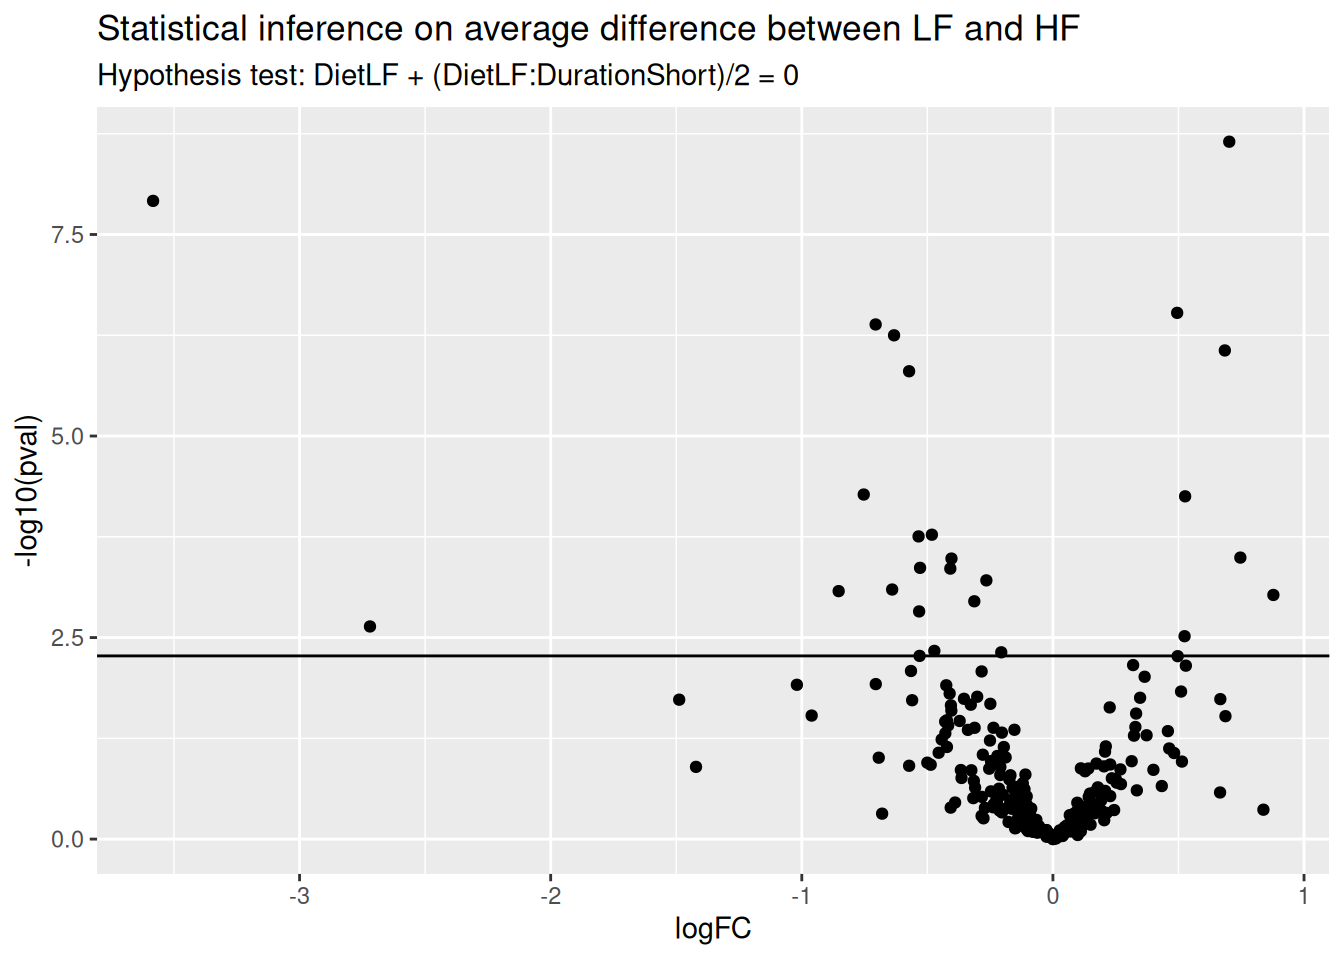 Statistical inference on average difference between LF and HF
Hypothesis test: DietLF + (DietLF:DurationShort)/2 = 0
-log10(pval)
7.5
5.0
2.5
0.0
-3
-2
-1
0
1
logFC